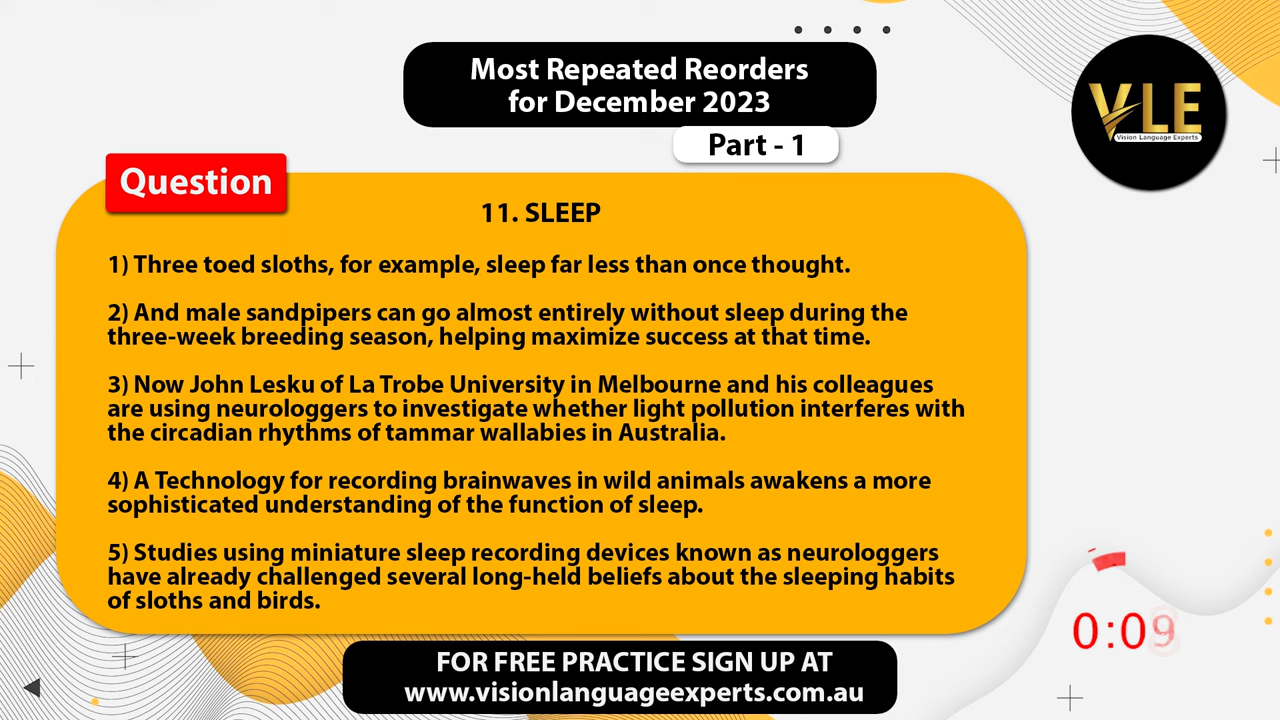 Most Repeated Reorders
for December 2023
Part - 1
VLE
Vision Language Experts
Question
11. SLEEP
1) Three toed sloths, for example, sleep far less than once thought.
2) And male sandpipers can go almost entirely without sleep during the
three-week breeding season, helping maximize success at that time.
3) Now John Lesku of La Trobe University in Melbourne and his colleagues
are using neurologgers to investigate whether light pollution interferes with
the circadian rhythms of tammar wallabies in Australia.
4) A Technology for recording brainwaves in wild animals awakens a more
sophisticated understanding of the function of sleep.
5) Studies using miniature sleep recording devices known as neurologgers
have already challenged several long-held beliefs about the sleeping habits
of sloths and birds.
0:09
FOR FREE PRACTICE SIGN UP AT
www.visionlanguageexperts.com.au